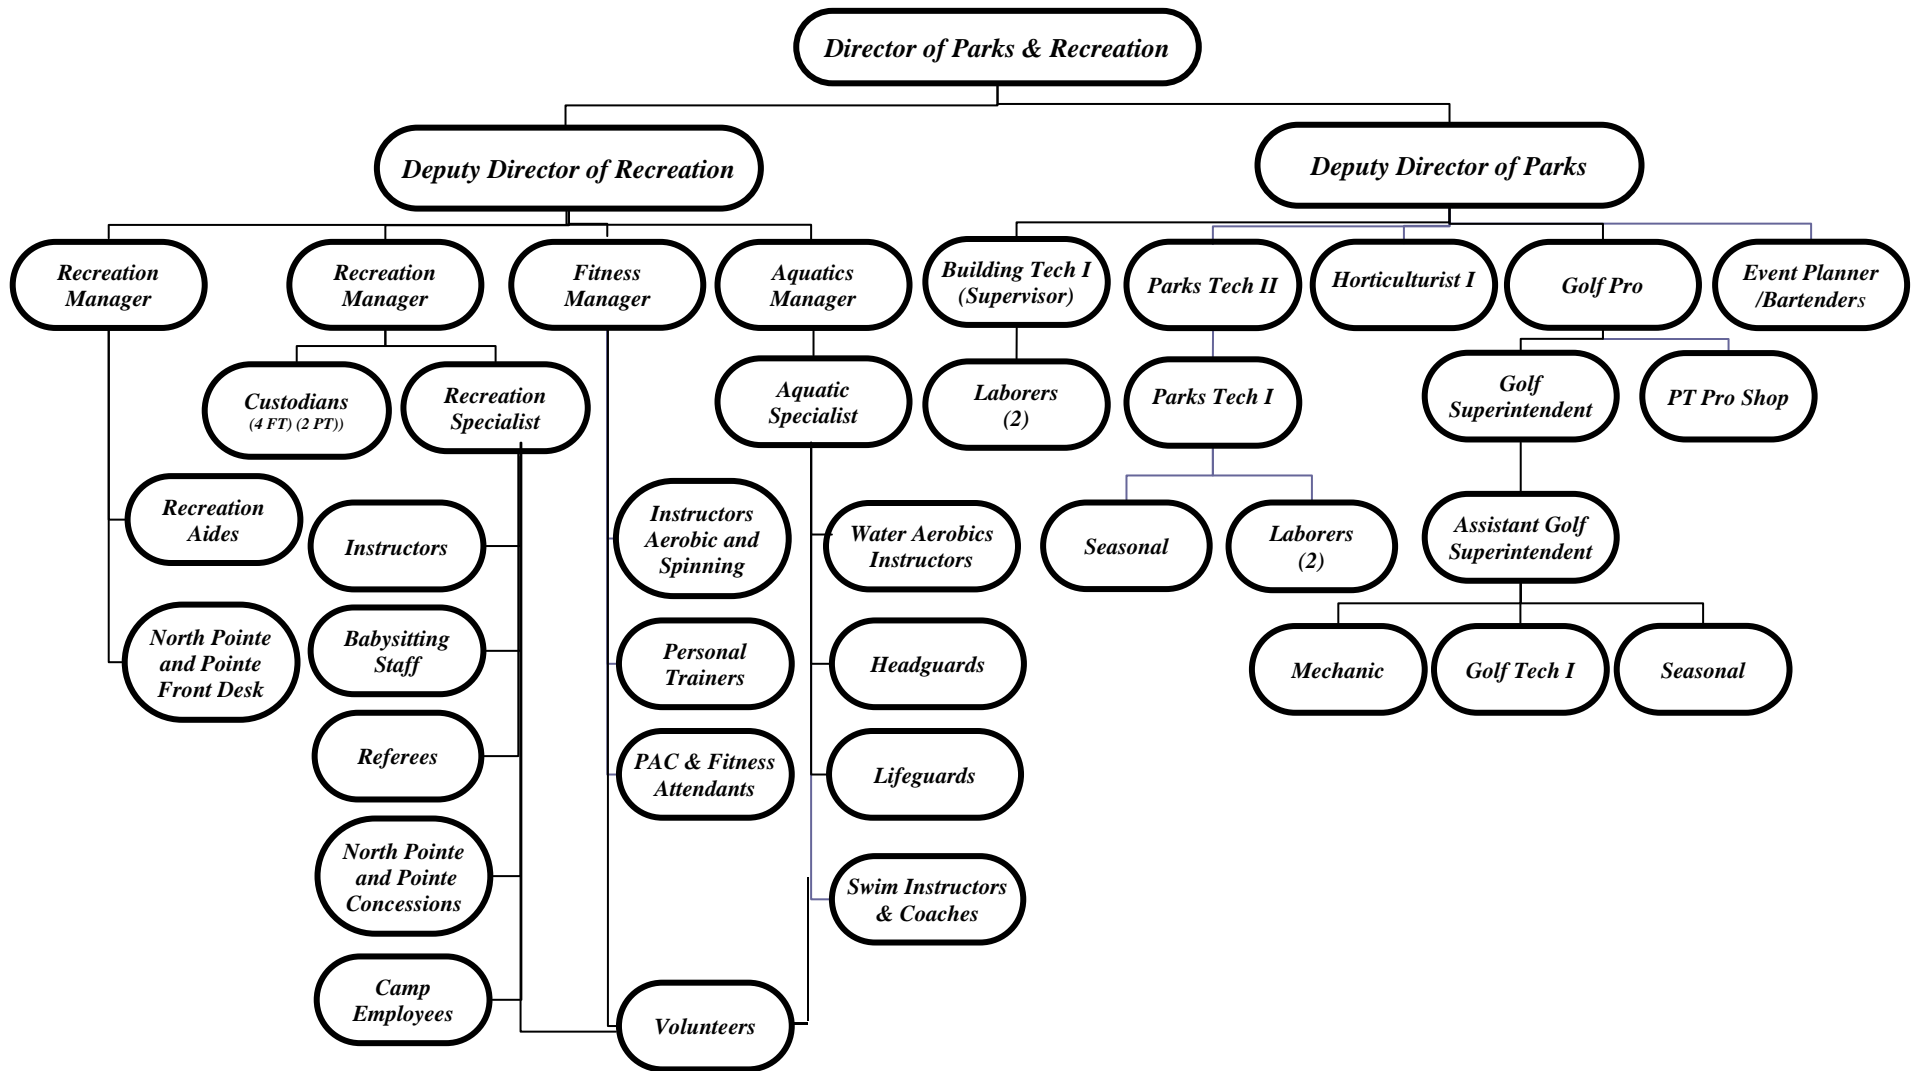 Director of Parks & Recreation
Deputy Director of Recreation
Deputy Director of Parks
Recreation
Manager
Recreation
Manager
Fitness
Manager
Aquatics
Manager
Building Tech I
(Supervisor)
Parks Tech II
Horticulturist I
Golf Pro
Event Planner
/Bartenders
Custodians
(4 FT) (2 PT))
Recreation
Specialist
Aquatic
Specialist
Laborers
(2)
Parks Tech I
Golf
Superintendent
PT Pro Shop
Recreation
Aides
Instructors
Instructors
Aerobic and
Spinning
Water Aerobics
Instructors
Seasonal
Laborers
(2)
Assistant Golf
Superintendent
North Pointe
and Pointe
Front Desk
Babysitting
Staff
Personal
Trainers
Headguards
Mechanic
Golf Tech I
Seasonal
Referees
PAC & Fitness
Attendants
Lifeguards
North Pointe
and Pointe
Concessions
Swim Instructors
& Coaches
Camp
Employees
Volunteers